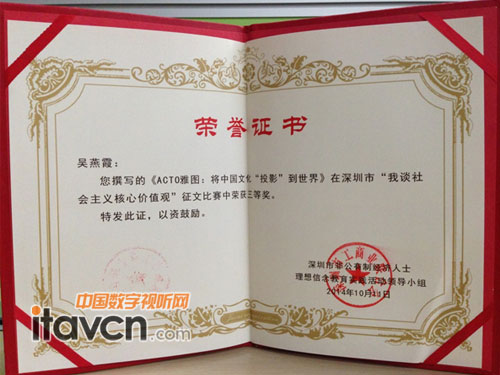 荣誉证书
吴燕霞：
您撰写的《ACTO雅图：将中国文化“投影”到世界》在深圳市“我谈社
会主义核心价值观”征文比赛中荣获三等奖。
特发此证，以资鼓励。
深圳市非公有制经济人士
理想信念教育实践活动领导小组
2014年10月
中国数字视听网
itavcn.com